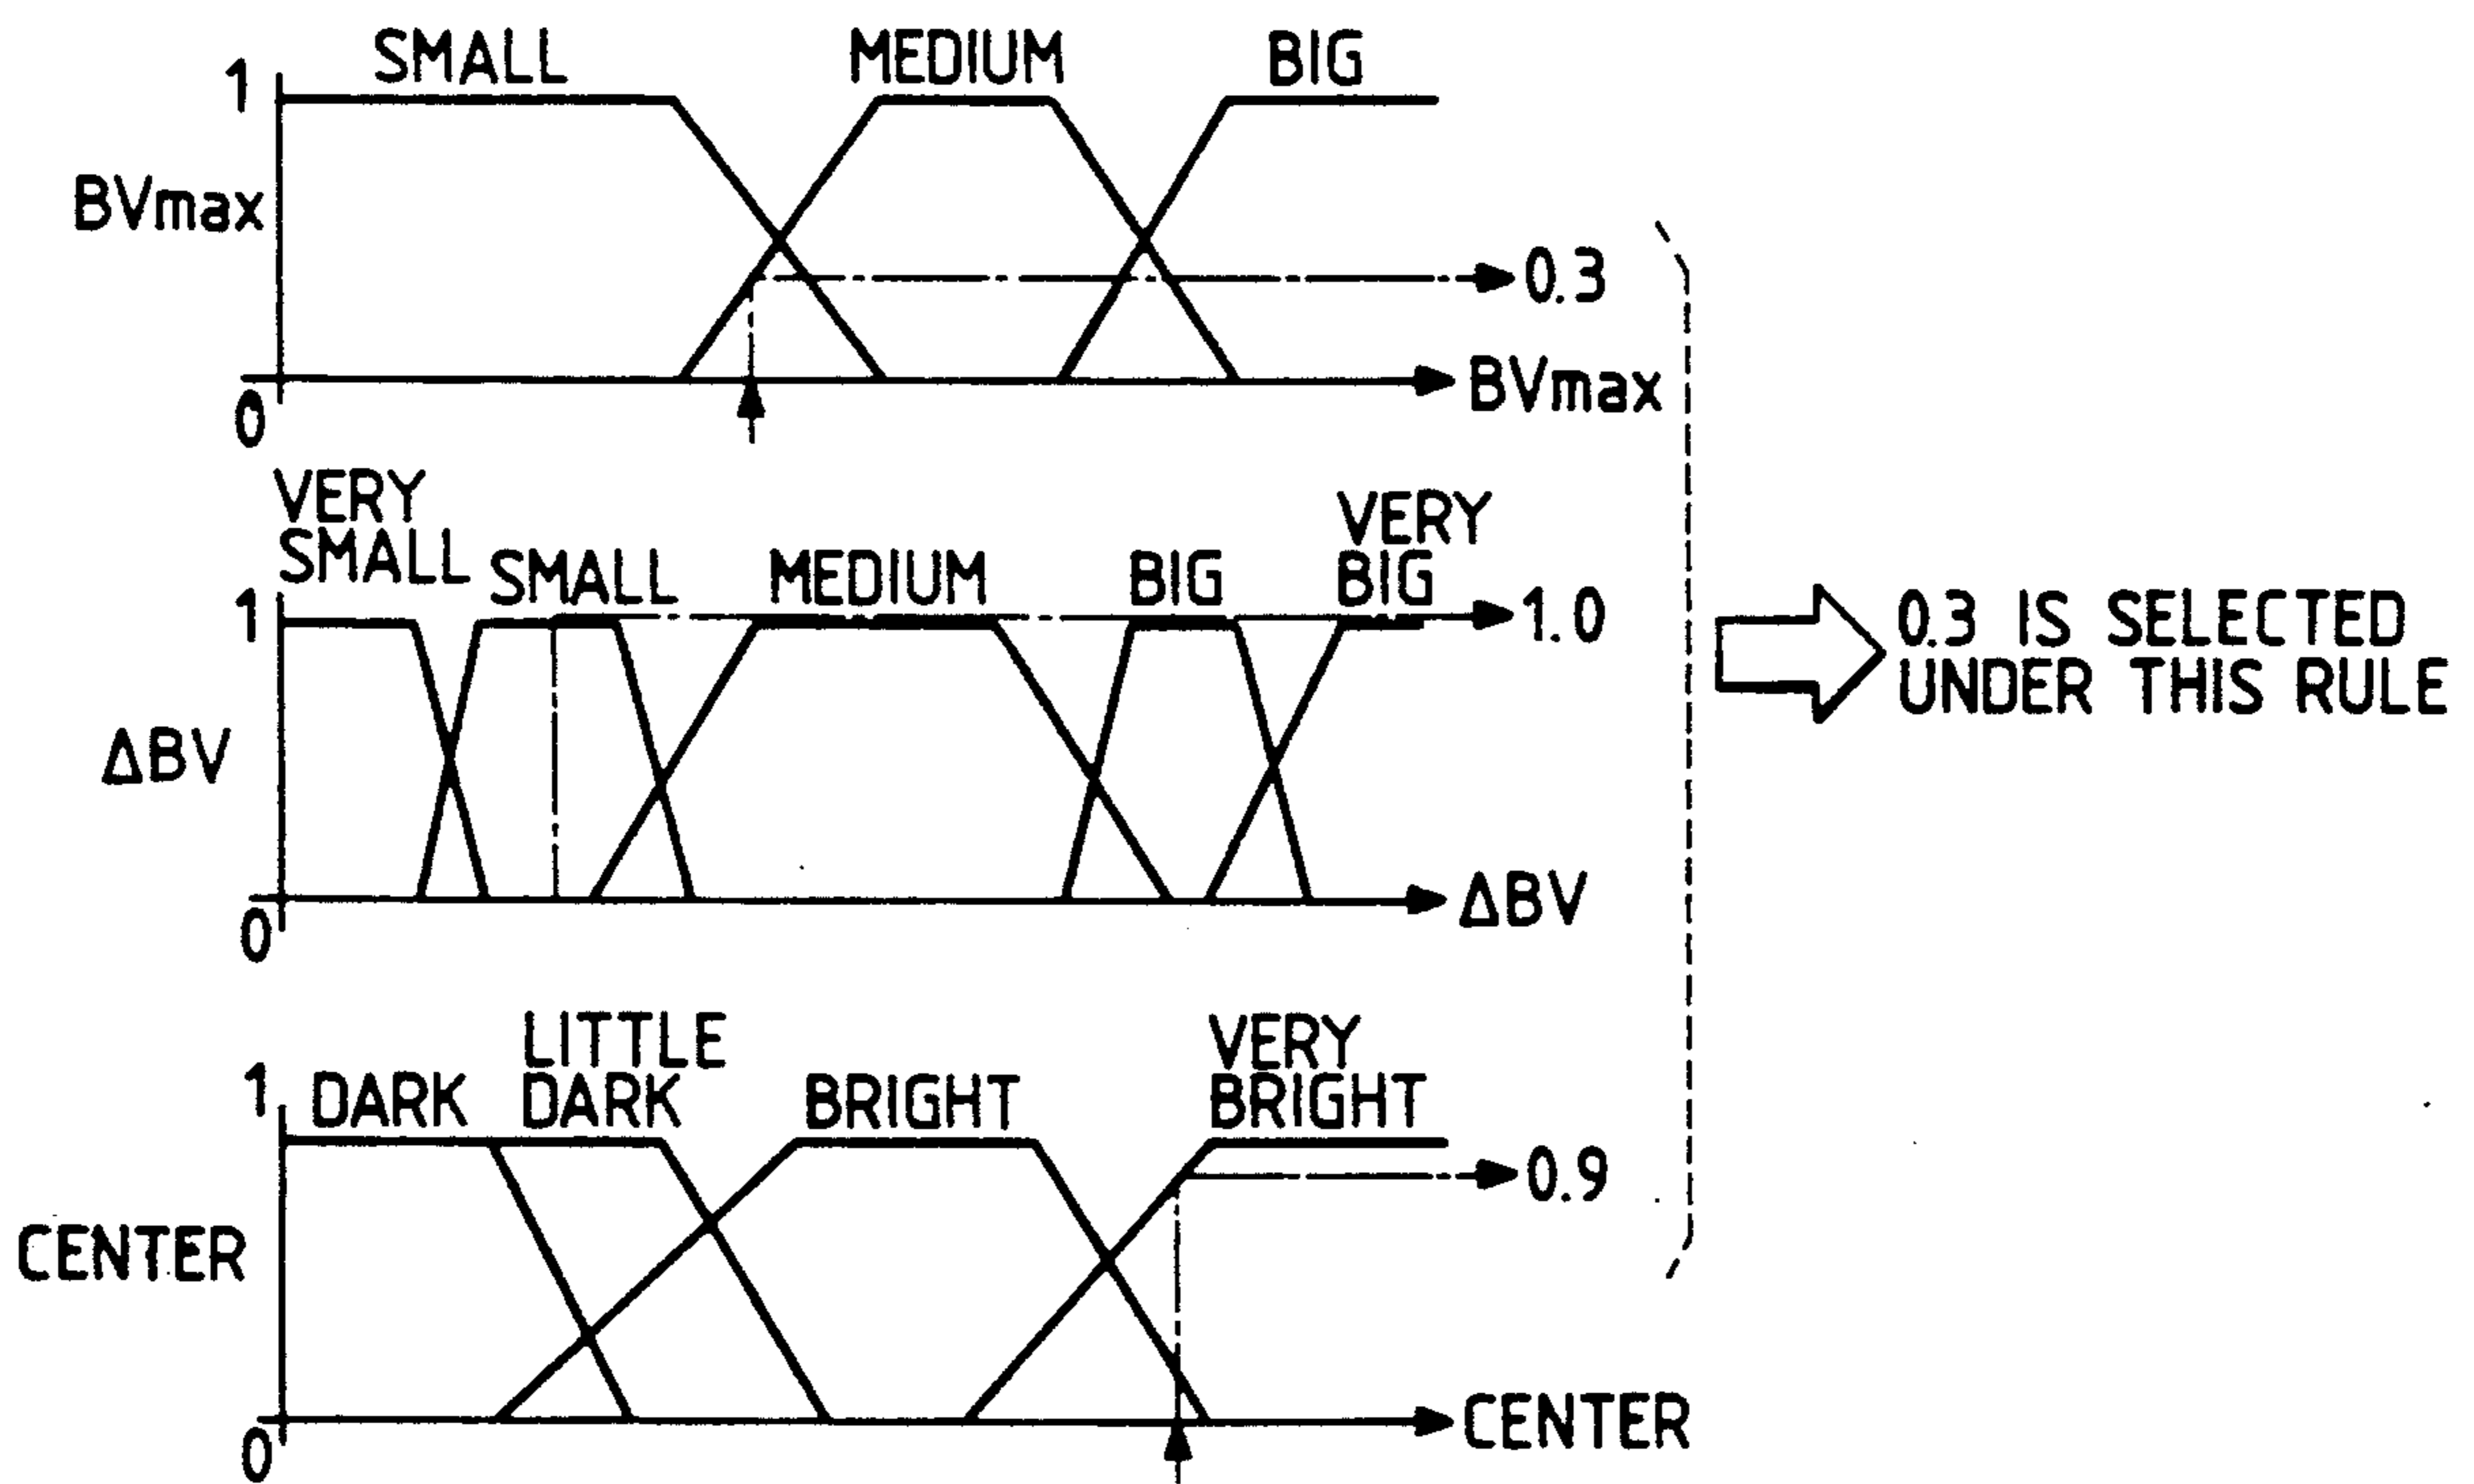 SMALL MEDIUM BIG
1
BVmax
0.3
BVmax
0
VERY
SMALL SMALL MEDIUM BIG VERY
BIG
1
1.0
ΔBV
ΔBV
0
0.3 IS SELECTED
UNDER THIS RULE
DARK LITTLE
DARK BRIGHT VERY
BRIGHT
1
0.9
CENTER
CENTER
0